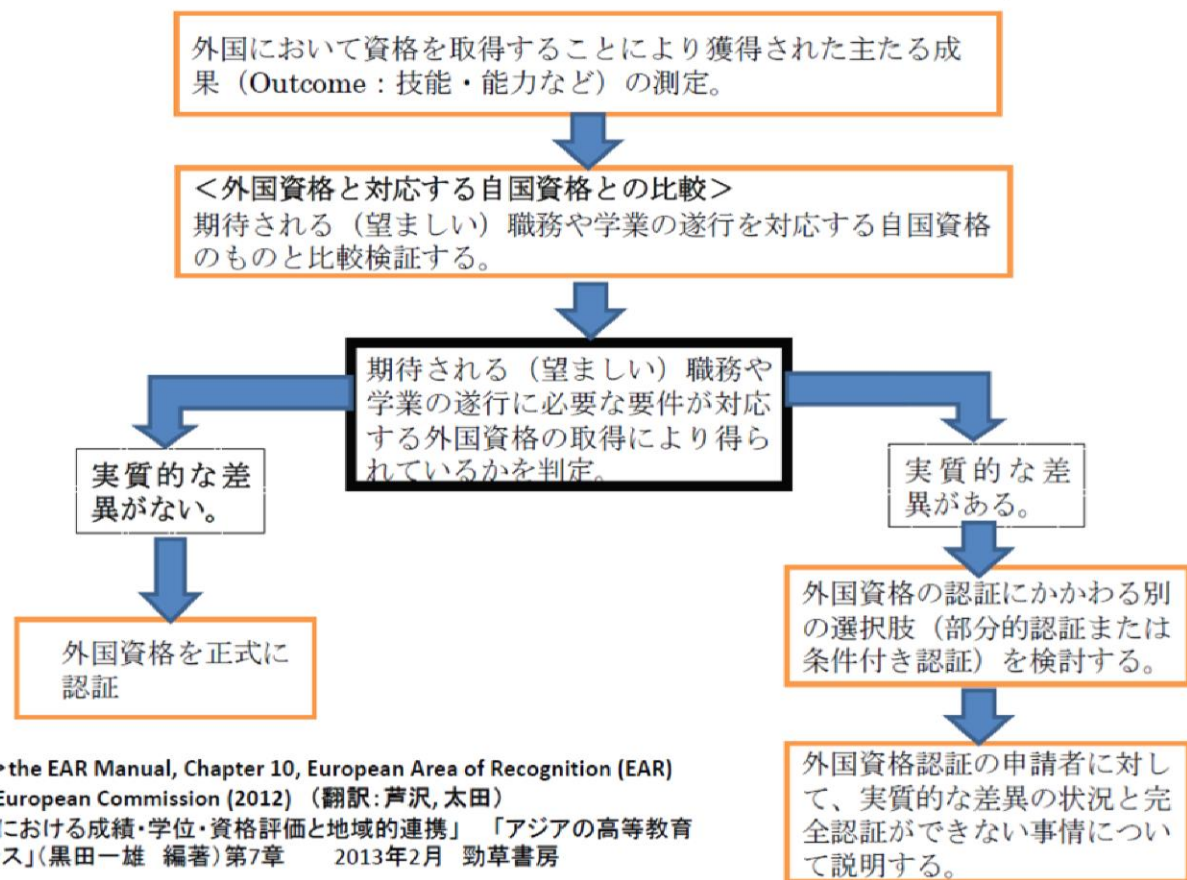 外国において資格を取得することにより獲得された主たる成
果（Outcome：技能・能力など）の測定。
＜外国資格と対応する自国資格との比較＞
期待される（望ましい）職務や学業の遂行を対応する自国資格
のものと比較検証する。
期待される（望ましい）職務や
学業の遂行に必要な要件が対応
する外国資格の取得により得ら
れているかを判定。
実質的な差
異がない。
外国資格を正式に
認証
実質的な差
異がある。
外国資格の認証にかかわる別
の選択肢（部分的認証または
条件付き認証）を検討する。
外国資格認証の申請者に対し
て、実質的な差異の状況と完
全認証ができない事情につい
て説明する。
>the EAR Manual, Chapter 10, European Area of Recognition (EAR)
European Commission (2012) （翻訳：芦沢, 太田）
における成績・学位・資格評価と地域的連携」 「アジアの高等教育
ス」（黒田一雄 編著）第7章 2013年2月 勁草書房